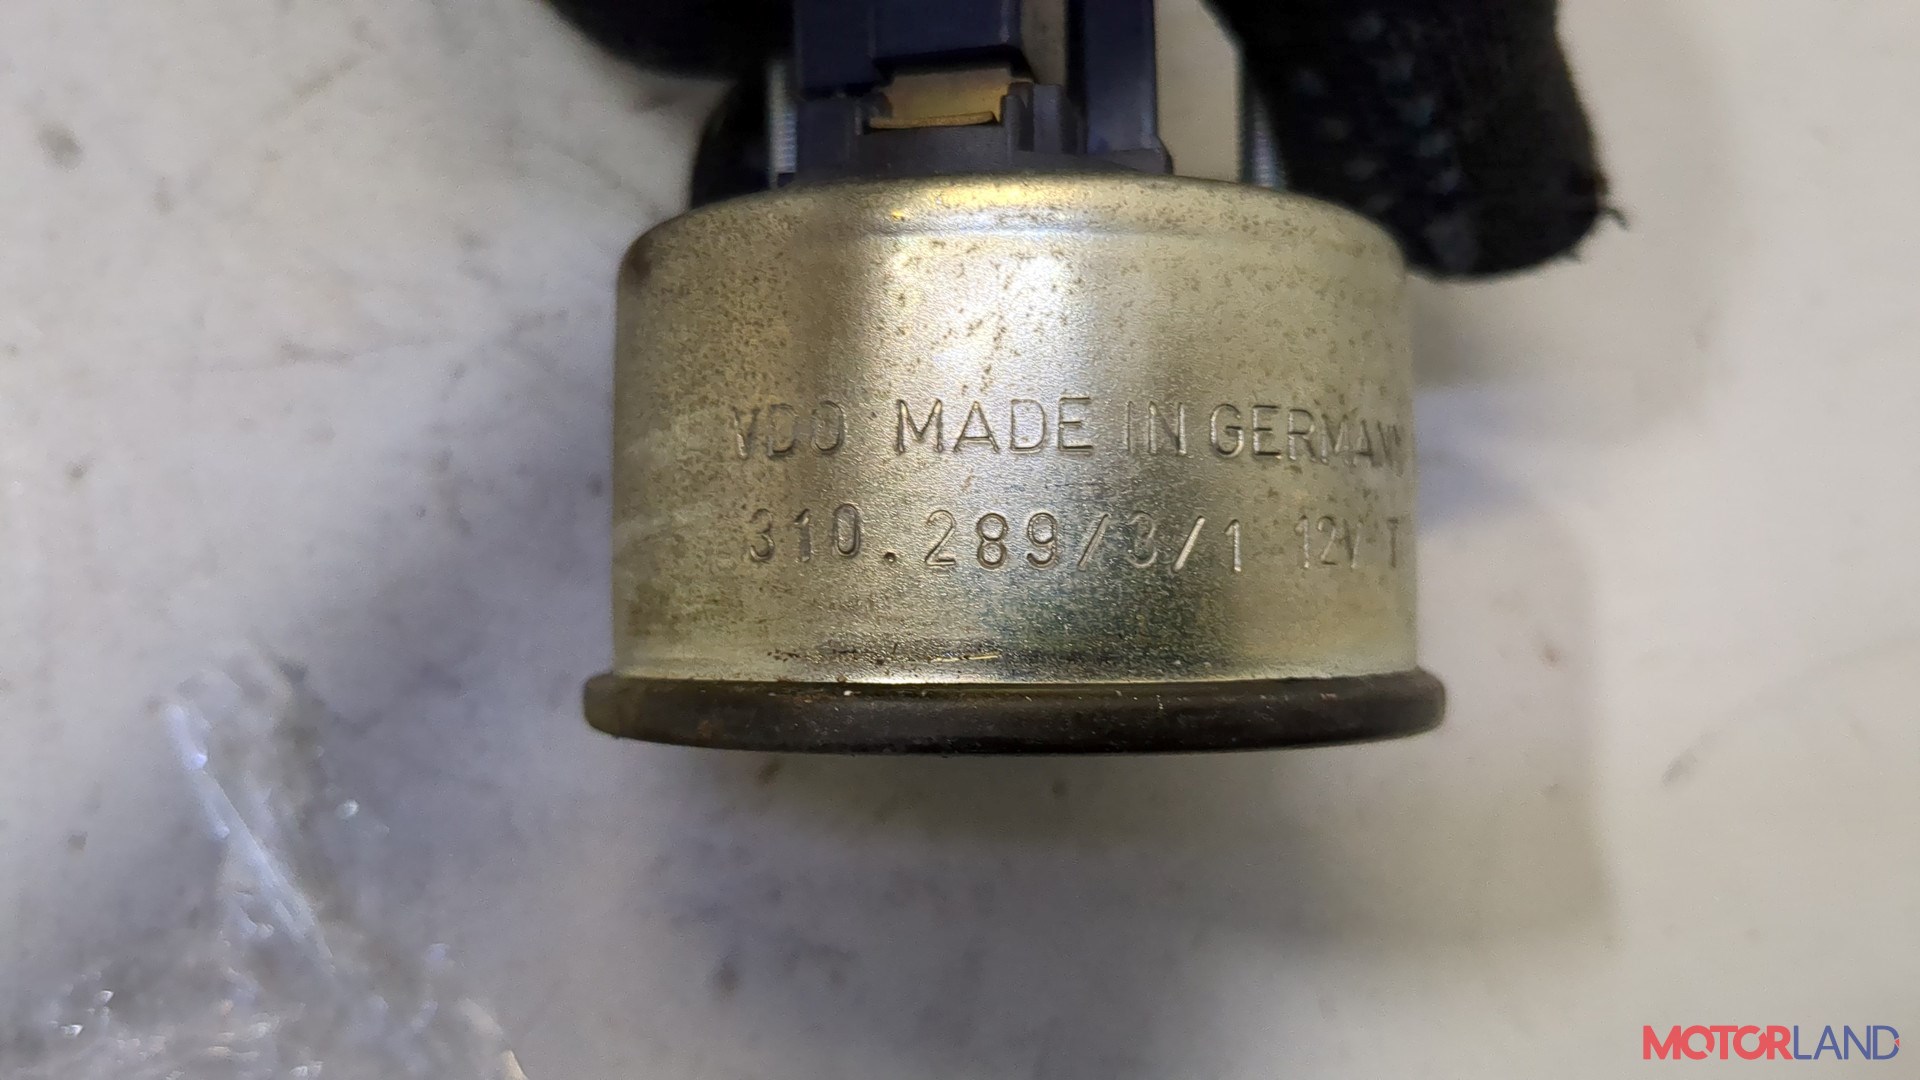 VDO MADE IN GERMANY
310.289/3/1 12V T
MOTORLAND